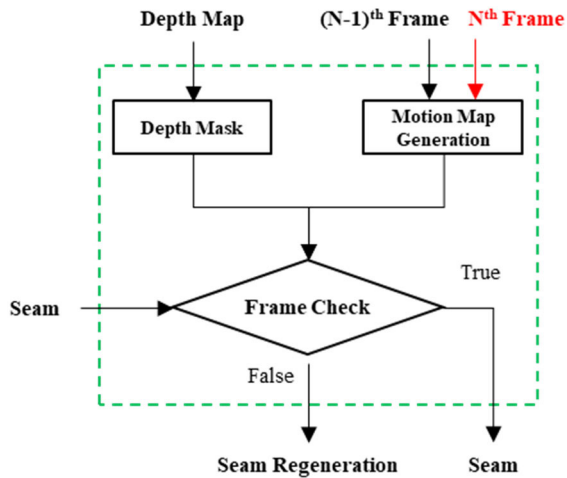 Depth Map
(N-1)th Frame
Nth Frame
Depth Mask
Motion Map
Generation
True
Seam
Frame Check
False
Seam Regeneration
Seam